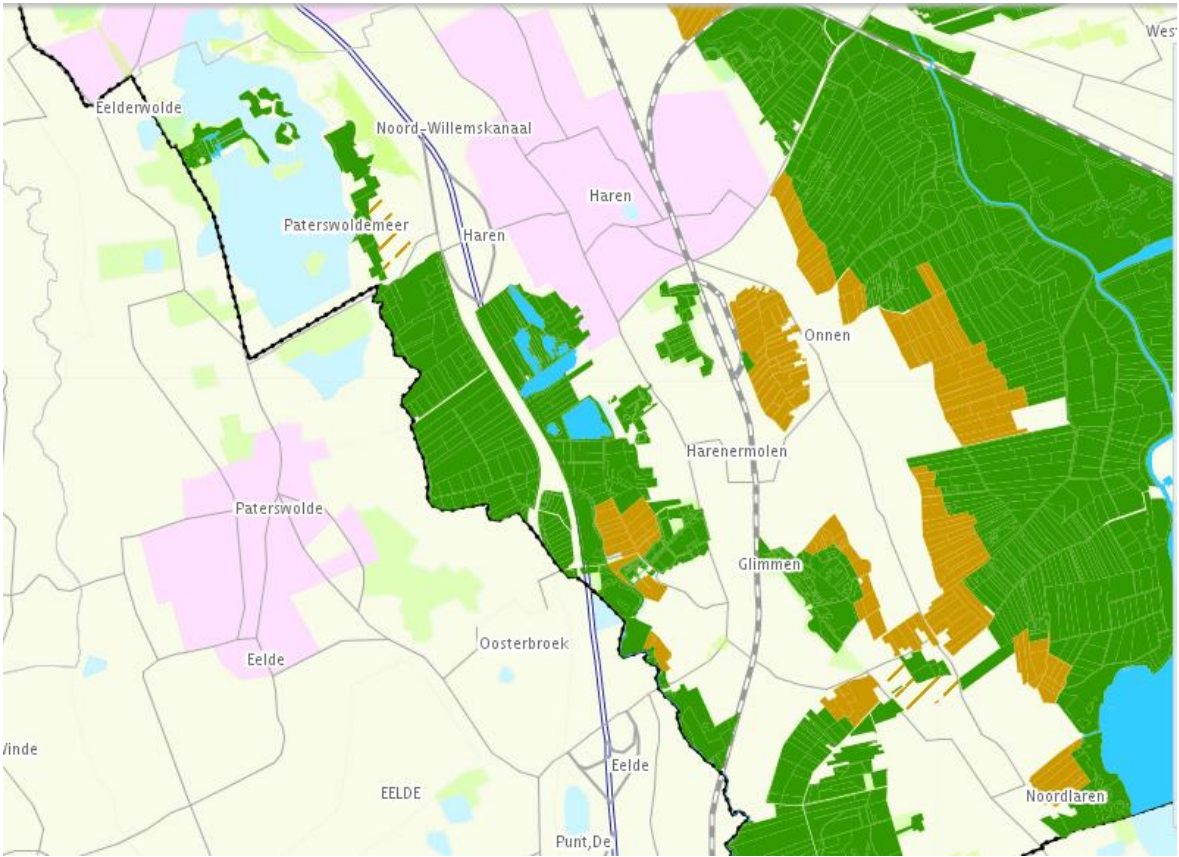 Eelderwolde
Noord-Willemskanaal
Haren
Paterswoldemeer
Haren
Onnen
Harenermolen
Paterswolde
Glimmen
Oosterbroek
Eelde
Eelde
EELDE
Noordlaren
Punt,De